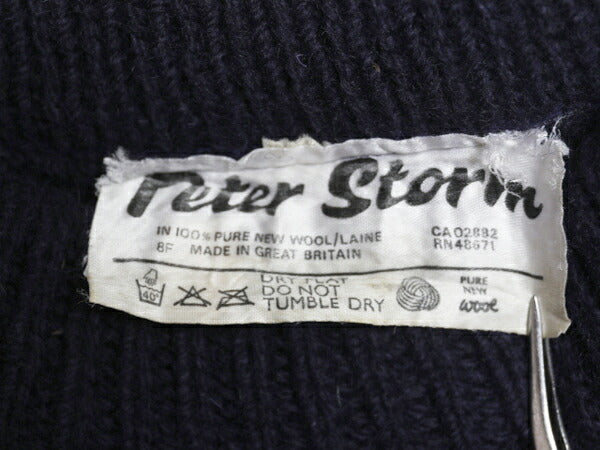 Peter Storm
IN 100% PURE NEW WOOL/LAINE
8F MADE IN GREAT BRITAIN
CA 02882
RN 48671
40°
DRY FLAT
DO NOT
TUMBLE DRY
PURE
NEW
wool